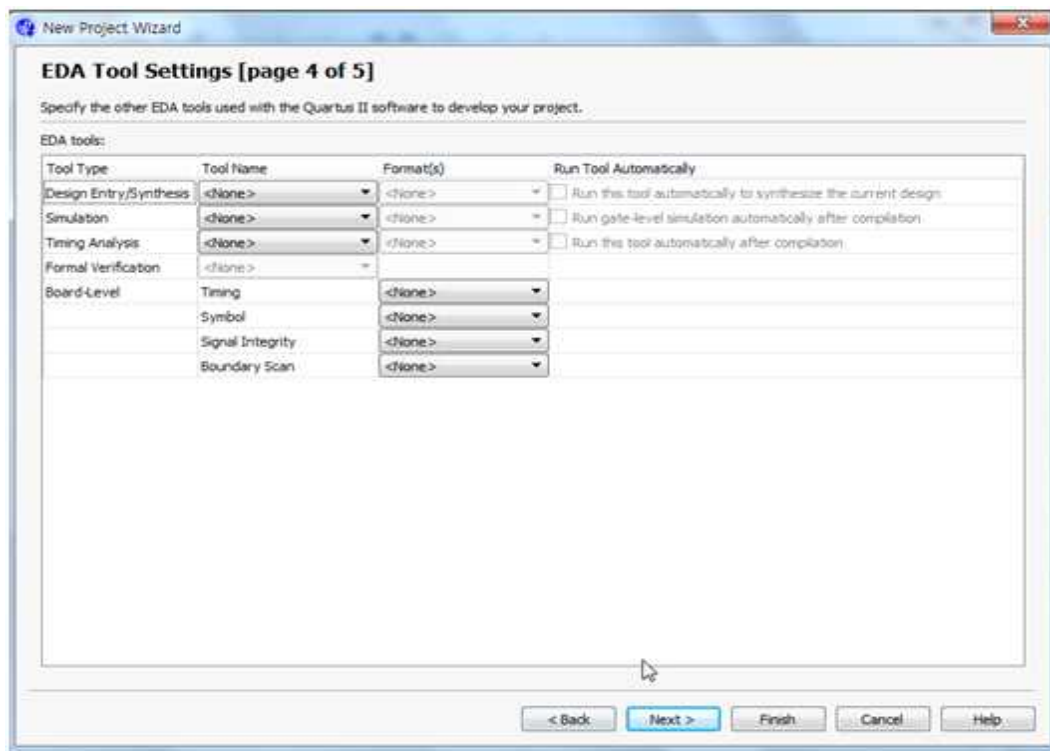 New Project Wizard
EDA Tool Settings [page 4 of 5]
Specify the other EDA tools used with the Quartus II software to develop your project.
EDA tools:
Tool Type Tool Name Format(s) Run Tool Automatically
Design Entry/Synthesis <None> <None> Run this tool automatically to synthesize the current design
Simulation <None> <None> Run gate-level simulation automatically after compilation
Timing Analysis <None> <None> Run this tool automatically after compilation
Formal Verification <None>
Board-Level Timing <None>
Symbol <None>
Signal Integrity <None>
Boundary Scan <None>
< Back Next > Finish Cancel Help